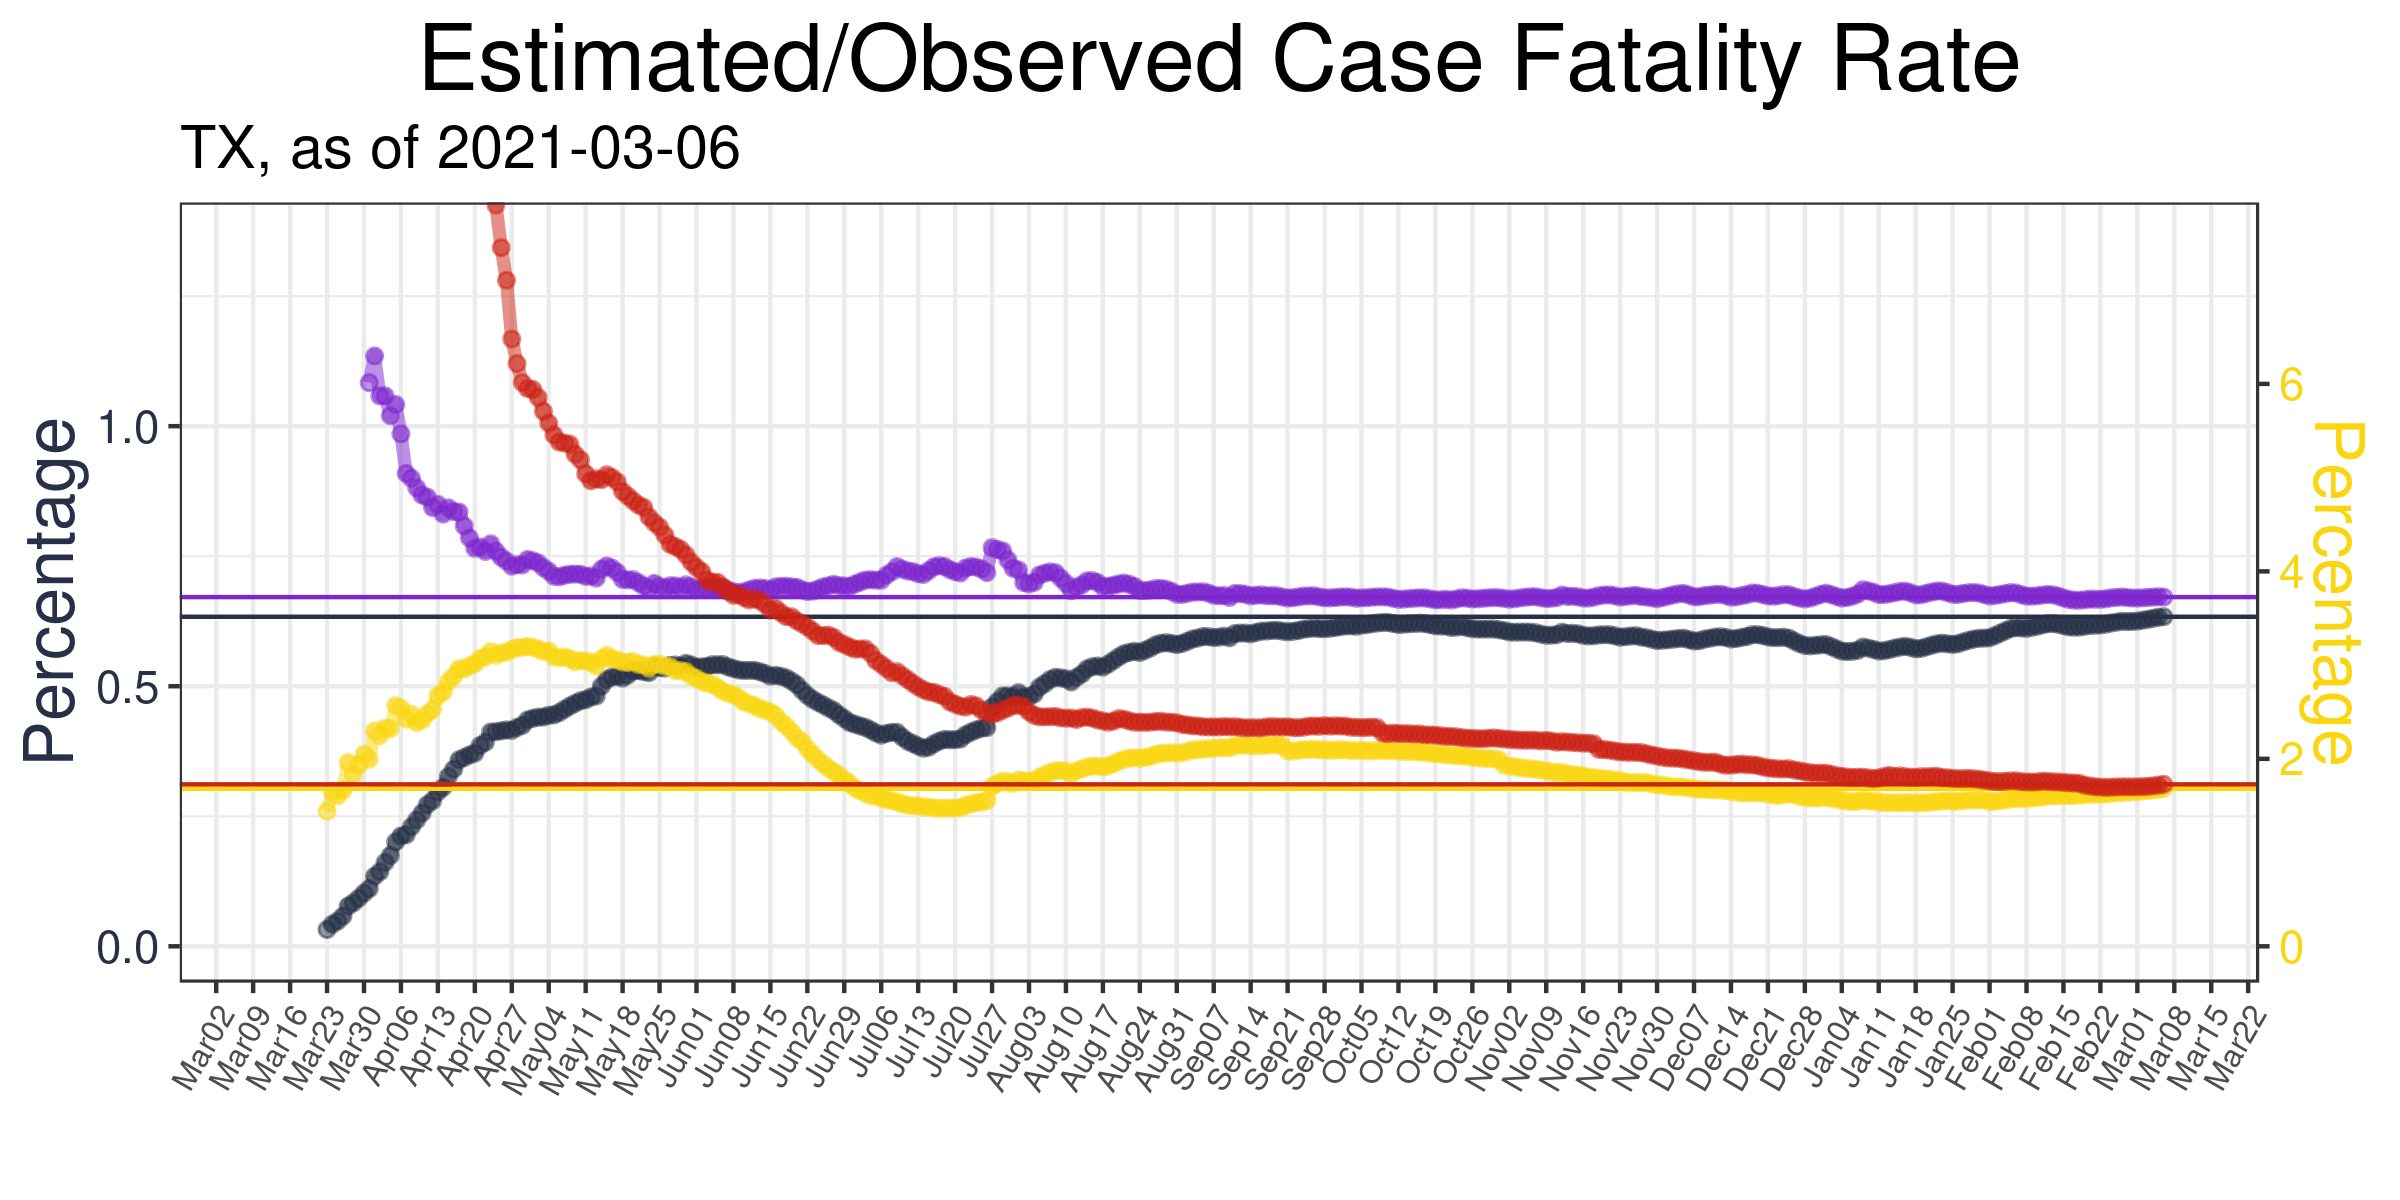 Estimated/Observed Case Fatality Rate
TX, as of 2021-03-06
Percentage
1.0
0.5
0.0
6
4
2
0
Percentage
Mar02
Mar09
Mar16
Mar23
Mar30
Apr06
Apr13
Apr20
Apr27
May04
May11
May18
May25
Jun01
Jun08
Jun15
Jun22
Jun29
Jul06
Jul13
Jul20
Jul27
Aug03
Aug10
Aug17
Aug24
Aug31
Sep07
Sep14
Sep21
Sep28
Oct05
Oct12
Oct19
Oct26
Nov02
Nov09
Nov16
Nov23
Nov30
Dec07
Dec14
Dec21
Dec28
Jan04
Jan11
Jan18
Jan25
Feb01
Feb08
Feb15
Feb22
Mar01
Mar08
Mar15
Mar22